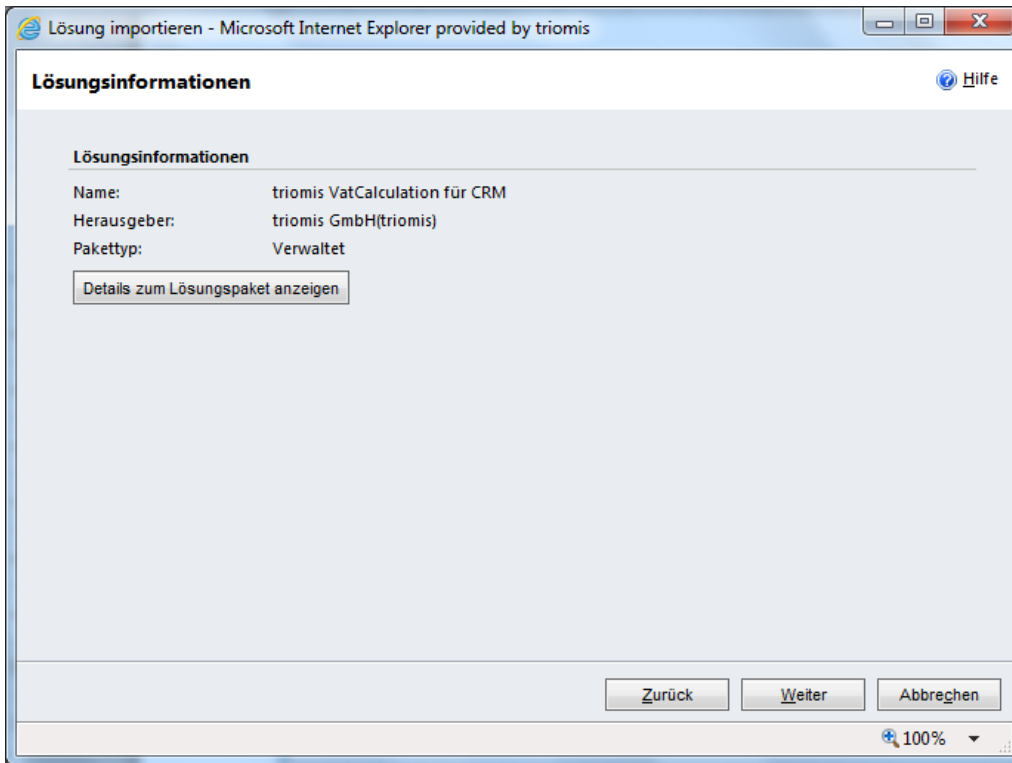 Lösung importieren - Microsoft Internet Explorer provided by triomis
Lösungsinformationen
Hilfe
Lösungsinformationen
Name: triomis VatCalculation für CRM
Herausgeber: triomis GmbH(triomis)
Pakettyp: Verwaltet
Details zum Lösungspaket anzeigen
Zurück Weiter Abbrechen
100%